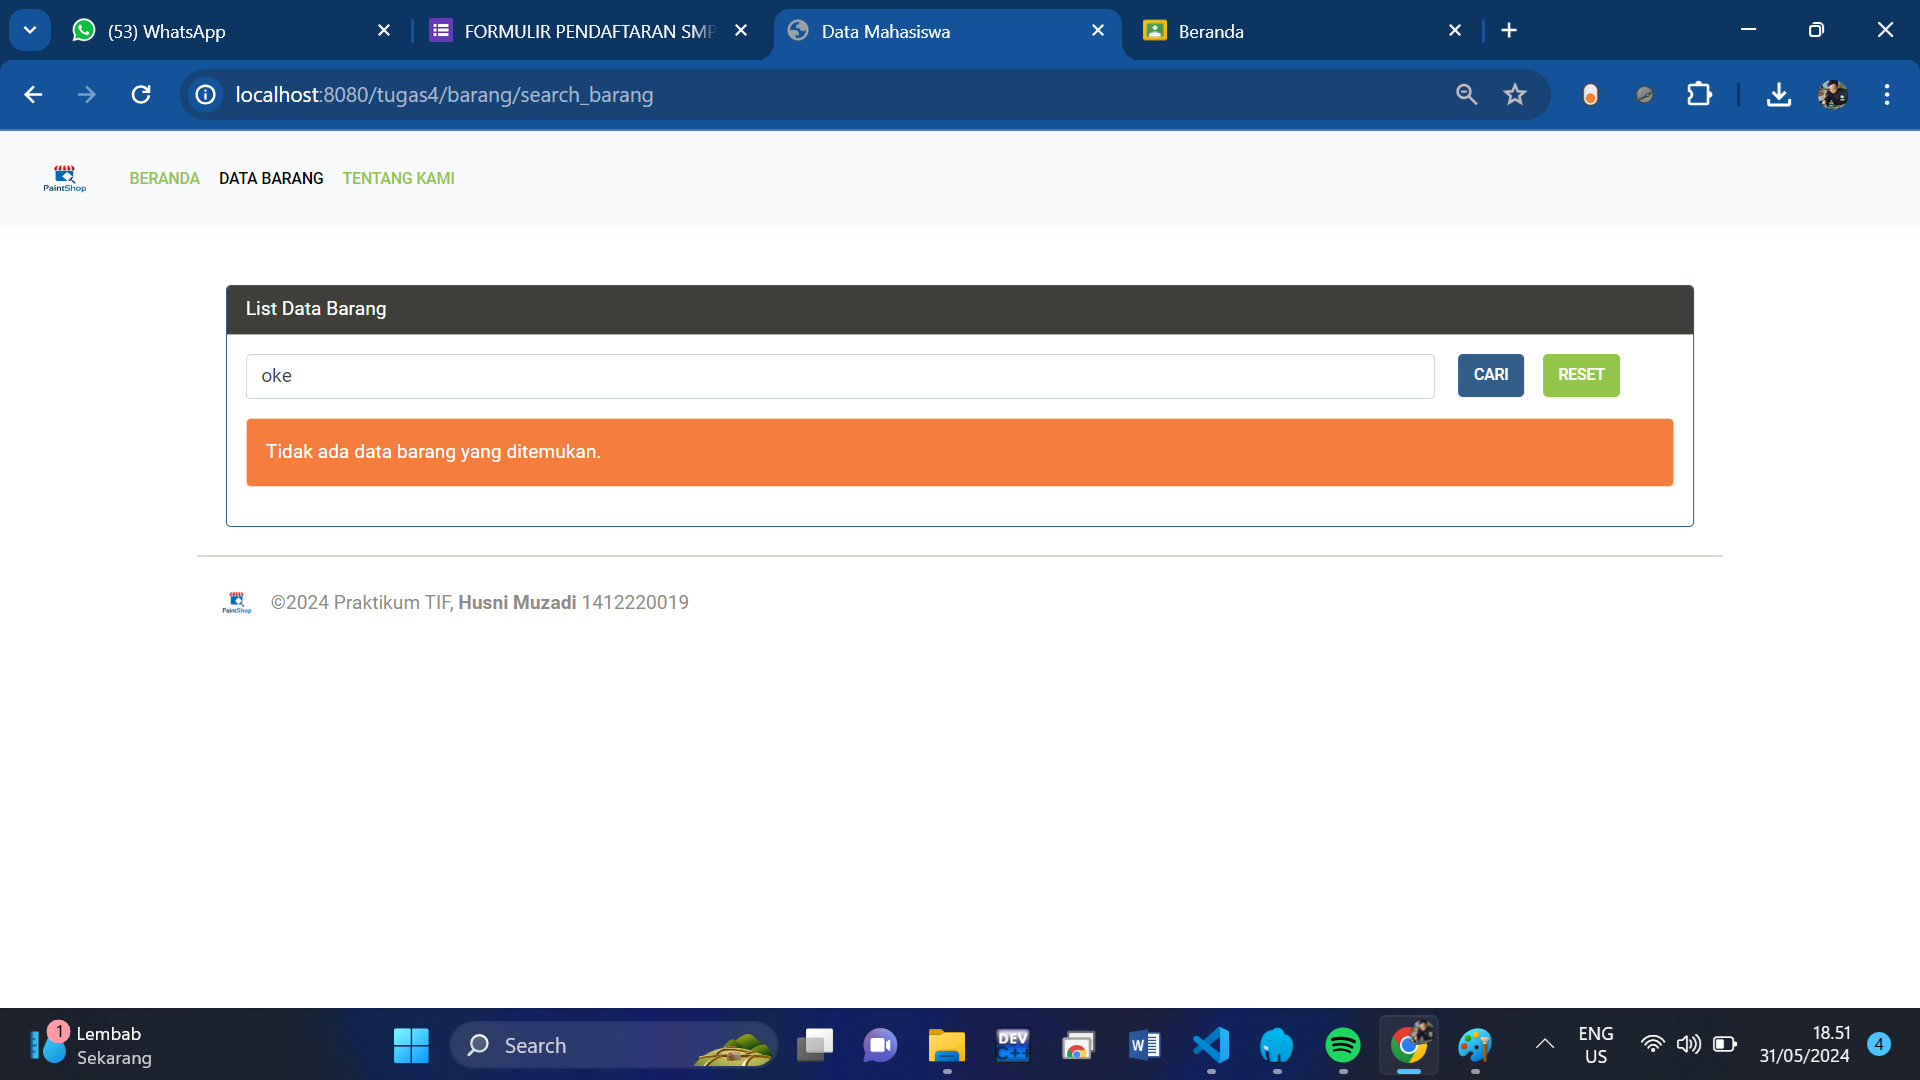 (53) WhatsApp
FORMULIR PENDAFTARAN SMP
Data Mahasiswa
Beranda
localhost:8080/tugas4/barang/search_barang
PaintShop
BERANDA
DATA BARANG
TENTANG KAMI
List Data Barang
oke
CARI
RESET
Tidak ada data barang yang ditemukan.
PaintShop
©2024 Praktikum TIF, Husni Muzadi 1412220019
1
Lembab
Sekarang
Search
DEV
C++
W
ENG
US
18.51
31/05/2024
4